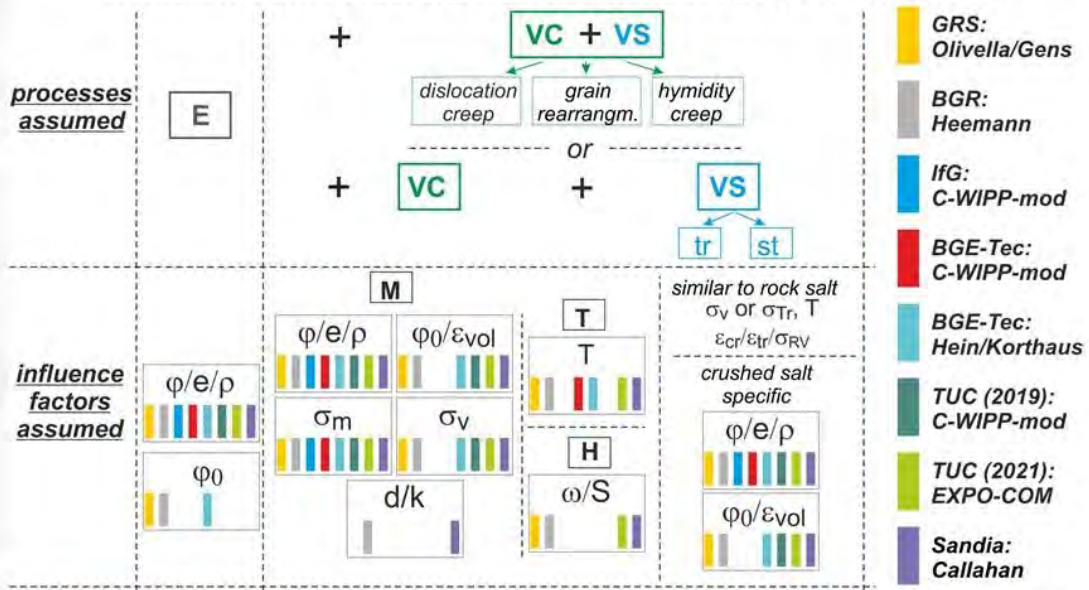 + VC + VS
dislocation creep
grain rearrangm.
hymidity creep
processes assumed
E
or
+ VC + VS
tr st
influence factors assumed
φ/e/ρ
φ₀
M
φ/e/ρ
φ₀/εvol
σm
σv
d/k
T
T
H
ω/S
similar to rock salt
σv or σTr, T
εcr/εtr/σRV
crushed salt
specific
φ/e/ρ
φ₀/εvol
GRS:
Olivella/Gens
BGR:
Heemann
IfG:
C-WIPP-mod
BGE-Tec:
C-WIPP-mod
BGE-Tec:
Hein/Korthaus
TUC (2019):
C-WIPP-mod
TUC (2021):
EXPO-COM
Sandia:
Callahan